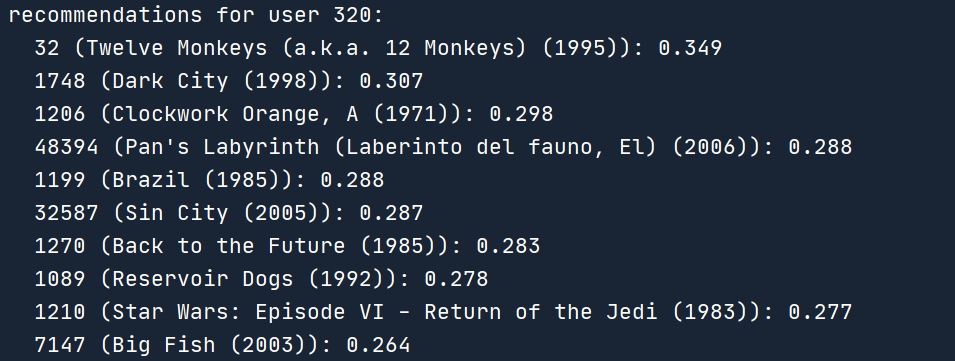 recommendations for user 320:
32 (Twelve Monkeys (a.k.a. 12 Monkeys) (1995)): 0.349
1748 (Dark City (1998)): 0.307
1206 (Clockwork Orange, A (1971)): 0.298
48394 (Pan's Labyrinth (Laberinto del fauno, El) (2006)): 0.288
1199 (Brazil (1985)): 0.288
32587 (Sin City (2005)): 0.287
1270 (Back to the Future (1985)): 0.283
1089 (Reservoir Dogs (1992)): 0.278
1210 (Star Wars: Episode VI - Return of the Jedi (1983)): 0.277
7147 (Big Fish (2003)): 0.264